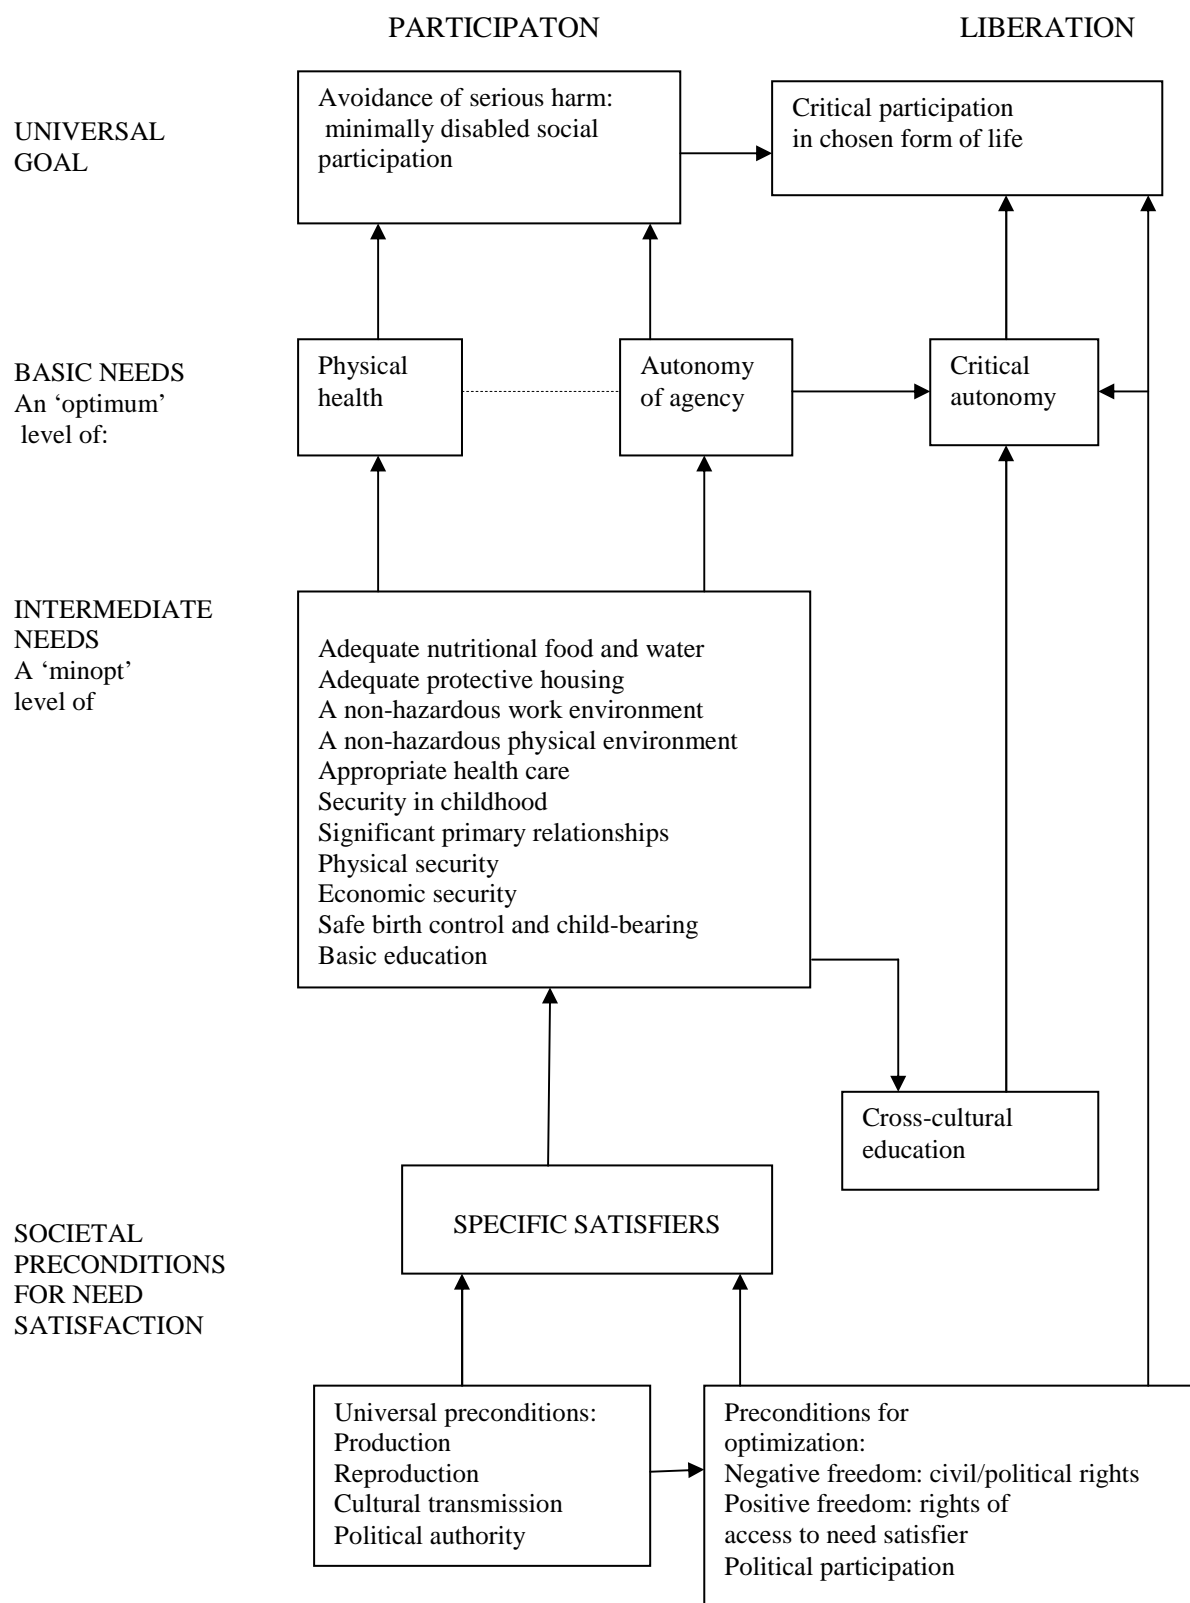 PARTICIPATON
LIBERATION
UNIVERSAL
GOAL
Avoidance of serious harm:
minimally disabled social
participation
Critical participation
in chosen form of life
BASIC NEEDS
An ‘optimum’
level of:
Physical
health
Autonomy
of agency
Critical
autonomy
INTERMEDIATE
NEEDS
A ‘minopt’
level of
Adequate nutritional food and water
Adequate protective housing
A non-hazardous work environment
A non-hazardous physical environment
Appropriate health care
Security in childhood
Significant primary relationships
Physical security
Economic security
Safe birth control and child-bearing
Basic education
Cross-cultural
education
SOCIETAL
PRECONDITIONS
FOR NEED
SATISFACTION
SPECIFIC SATISFIERS
Universal preconditions:
Production
Reproduction
Cultural transmission
Political authority
Preconditions for
optimization:
Negative freedom: civil/political rights
Positive freedom: rights of
access to need satisfier
Political participation